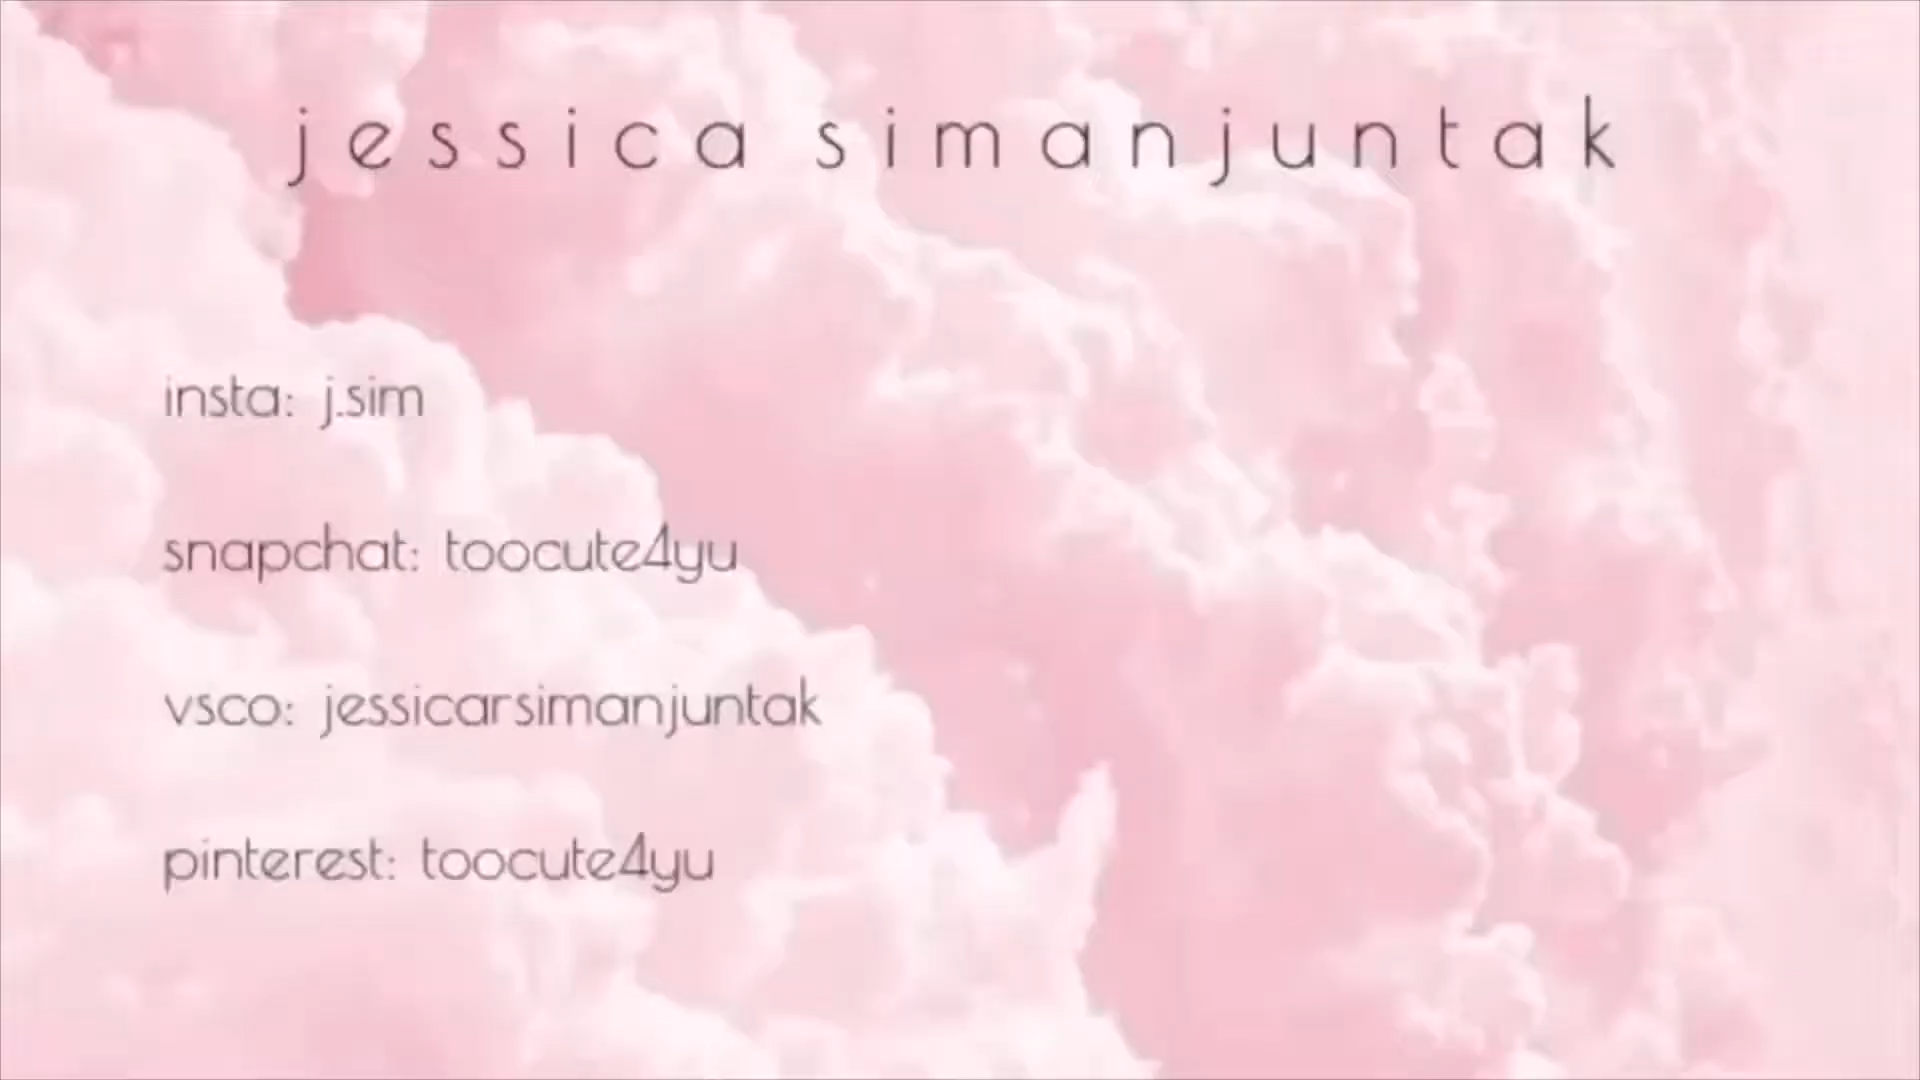 jessica simanjuntak
insta: j.sim
snapchat: toocute4yu
vsco: jessicarsimanjuntak
pinterest: toocute4yu